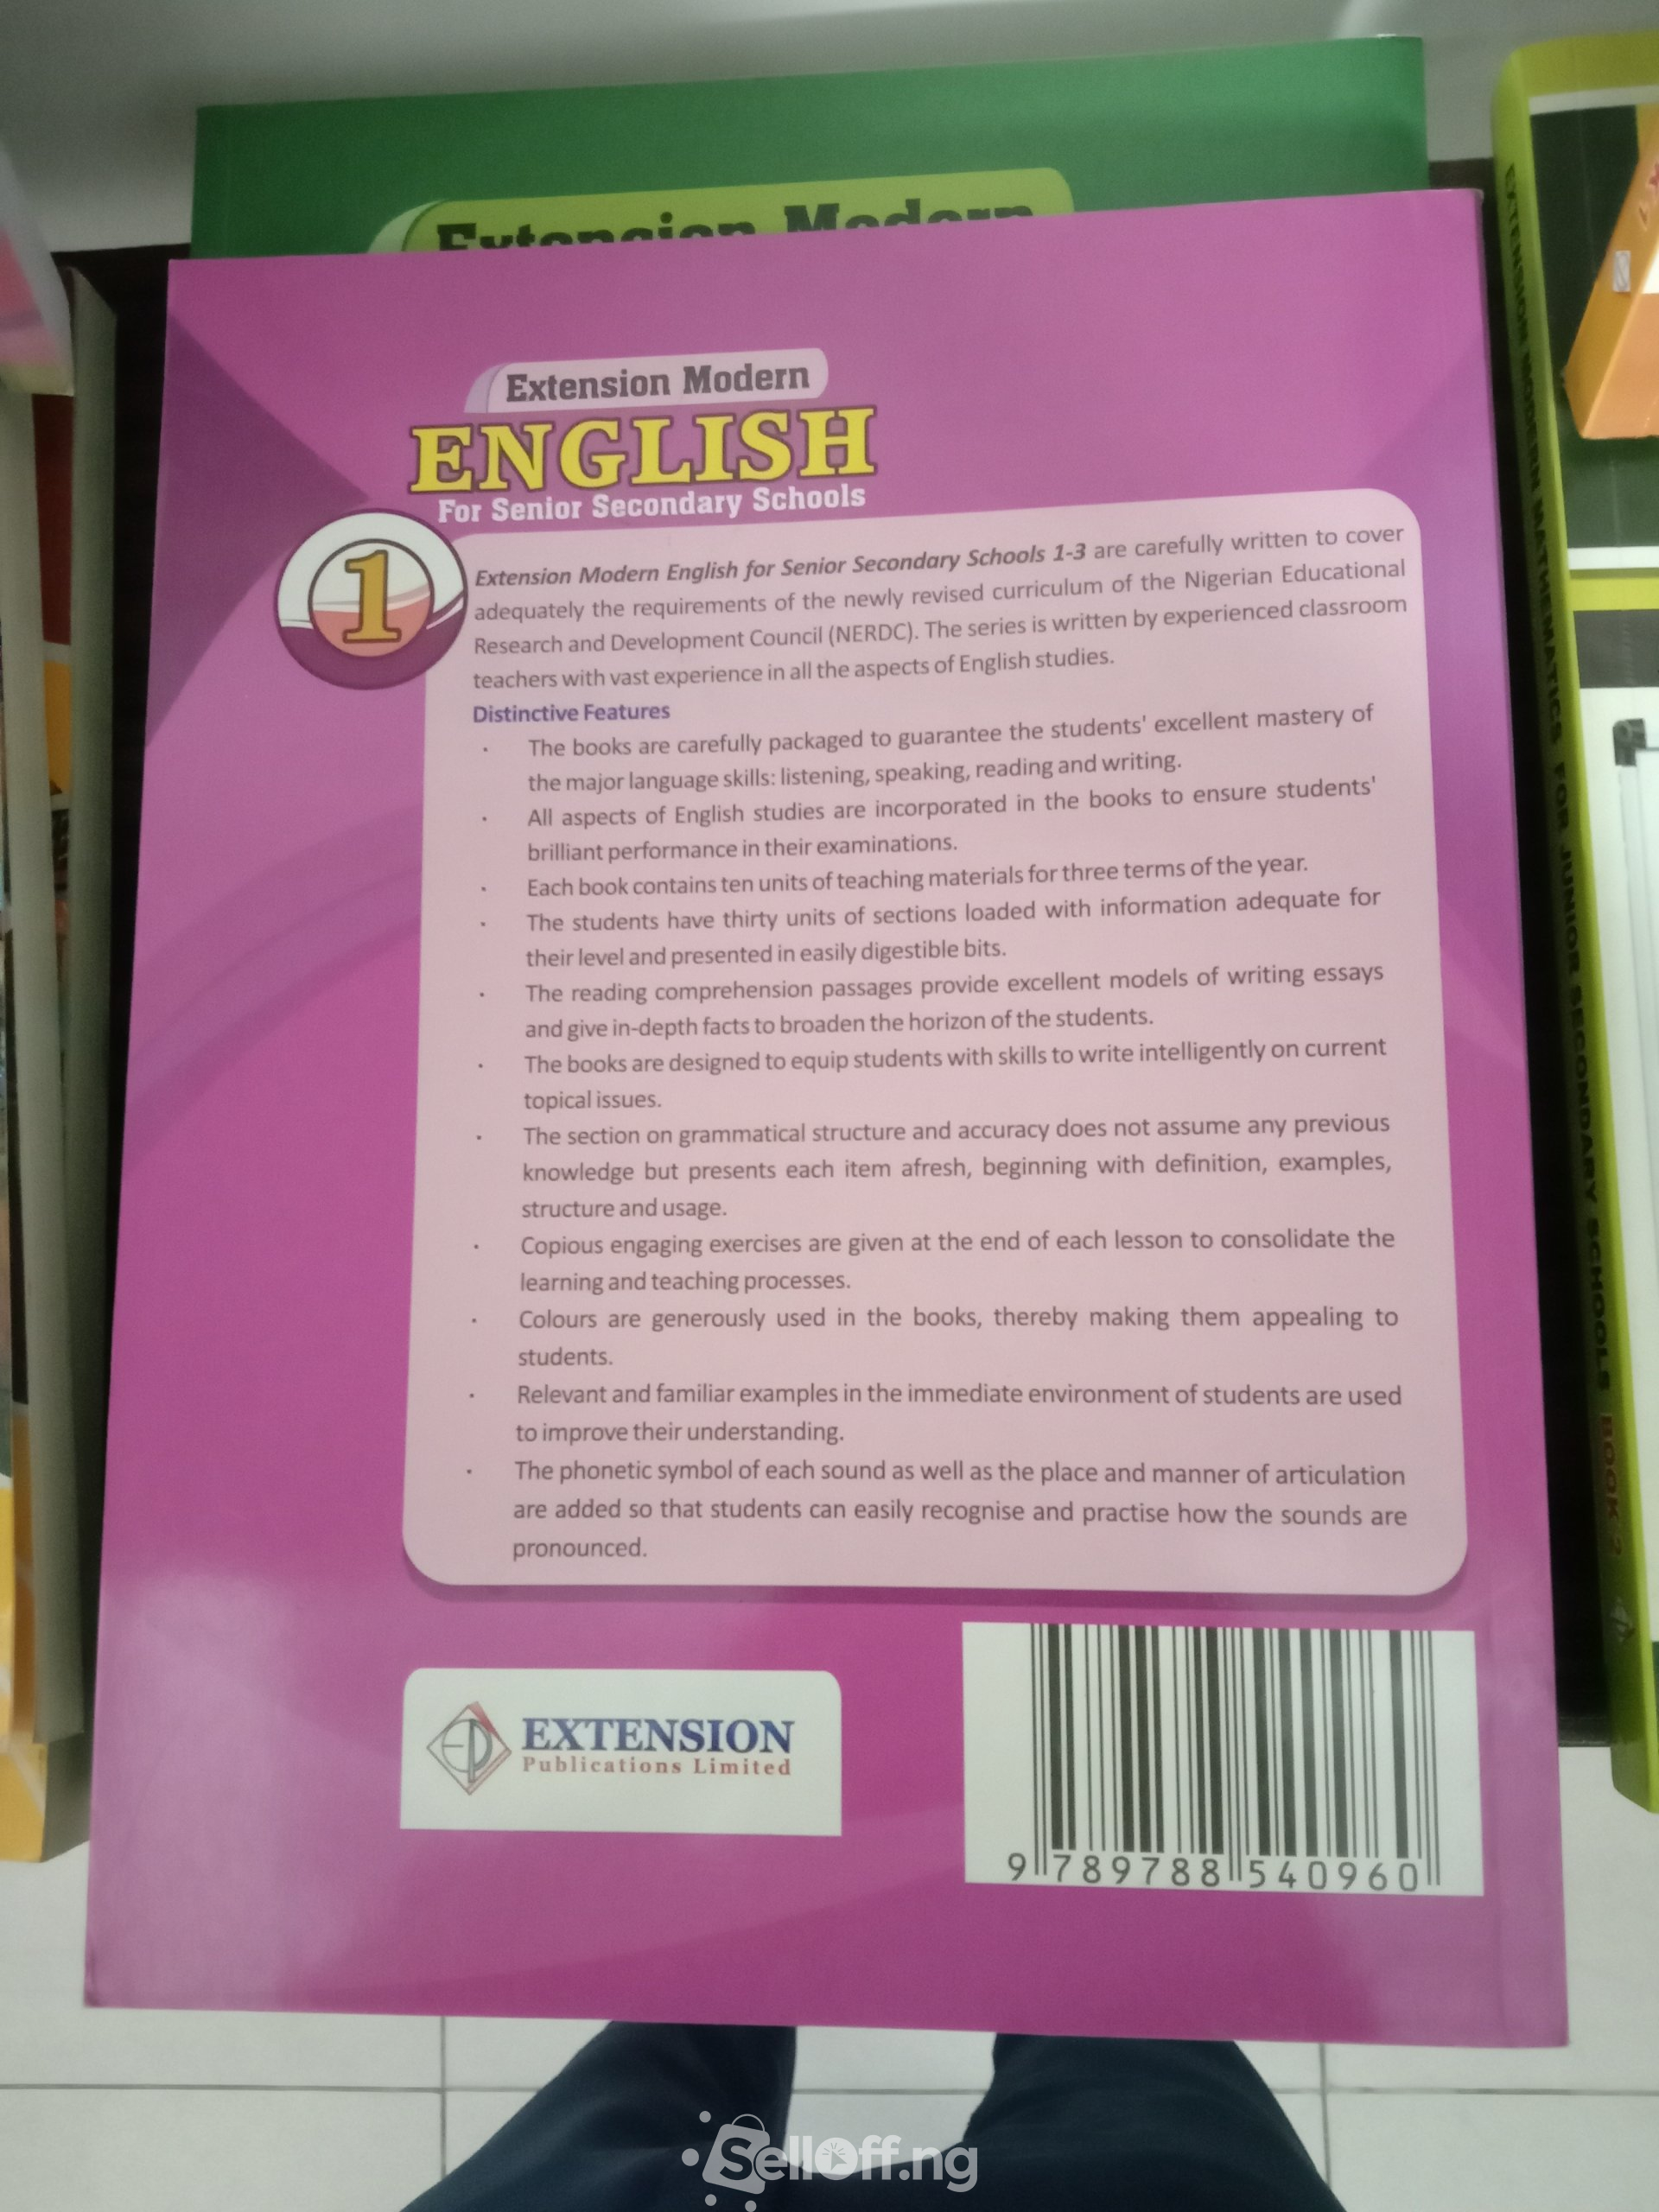 Extension Modern
Extension Modern
ENGLISH
For Senior Secondary Schools
1
Extension Modern English for Senior Secondary Schools 1-3 are carefully written to cover
adequately the requirements of the newly revised curriculum of the Nigerian Educational
Research and Development Council (NERDC). The series is written by experienced classroom
teachers with vast experience in all the aspects of English studies.
Distinctive Features
· The books are carefully packaged to guarantee the students' excellent mastery of
the major language skills: listening, speaking, reading and writing.
· All aspects of English studies are incorporated in the books to ensure students'
brilliant performance in their examinations.
· Each book contains ten units of teaching materials for three terms of the year.
· The students have thirty units of sections loaded with information adequate for
their level and presented in easily digestible bits.
· The reading comprehension passages provide excellent models of writing essays
and give in-depth facts to broaden the horizon of the students.
· The books are designed to equip students with skills to write intelligently on current
topical issues.
· The section on grammatical structure and accuracy does not assume any previous
knowledge but presents each item afresh, beginning with definition, examples,
structure and usage.
· Copious engaging exercises are given at the end of each lesson to consolidate the
learning and teaching processes.
· Colours are generously used in the books, thereby making them appealing to
students.
· Relevant and familiar examples in the immediate environment of students are used
to improve their understanding.
· The phonetic symbol of each sound as well as the place and manner of articulation
are added so that students can easily recognise and practise how the sounds are
pronounced.
EXTENSION
Publications Limited
9 789788 540960
EXTENSION MODERN MATHEMATICS FOR JUNIOR SECONDARY SCHOOLS BOOK 2
SellOff.ng